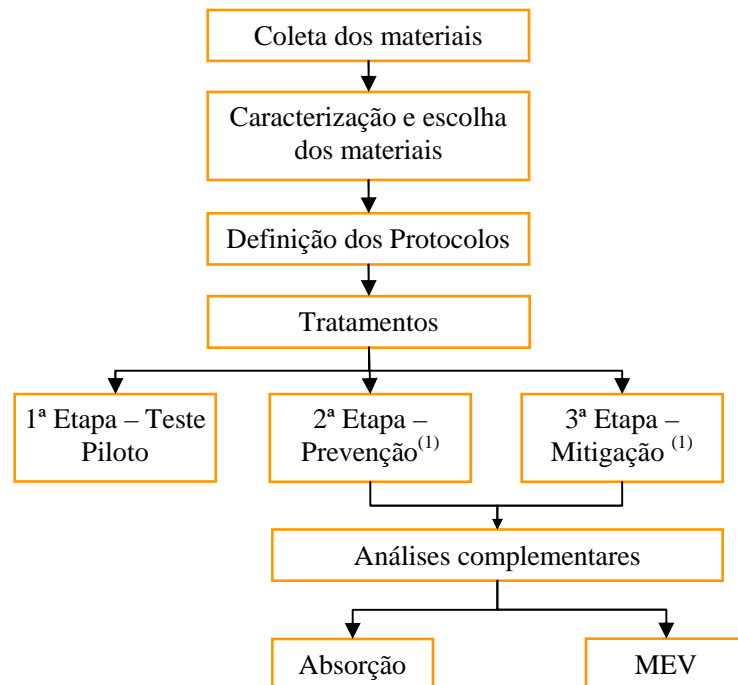 Coleta dos materiais
Caracterização e escolha
dos materiais
Definição dos Protocolos
Tratamentos
1ª Etapa – Teste
Piloto
2ª Etapa –
Prevenção(1)
3ª Etapa –
Mitigação (1)
Análises complementares
Absorção
MEV